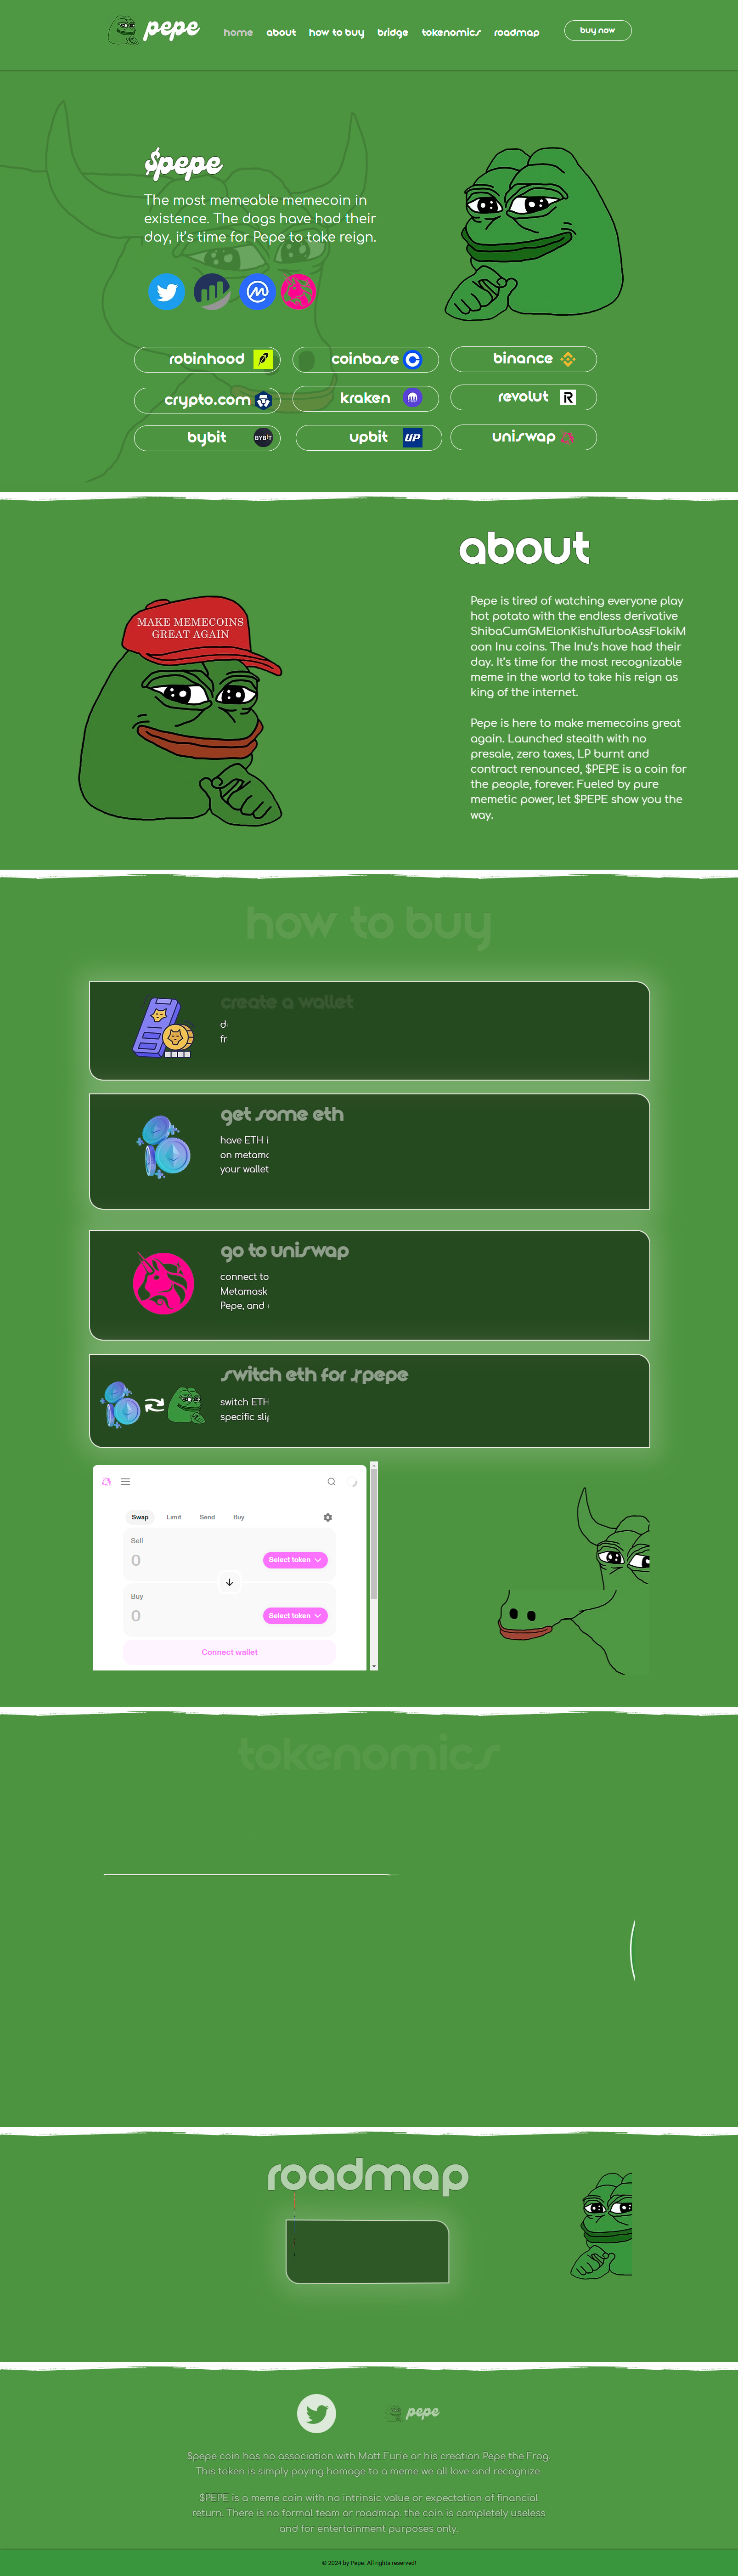 pepe
home about how to buy bridge tokenomics roadmap
buy now
$pepe
The most memeable memecoin in
existence. The dogs have had their
day, it's time for Pepe to take reign.
robinhood
coinbase
binance
crypto.com
kraken
revolut
bybit
BYBIT
upbit
UP
uniswap
about
MAKE MEMECOINS
GREAT AGAIN
Pepe is tired of watching everyone play
hot potato with the endless derivative
ShibaCumGMElonKishuTurboAssFlokiM
oon Inu coins. The Inu's have had their
day. It's time for the most recognizable
meme in the world to take his reign as
king of the internet.
Pepe is here to make memecoins great
again. Launched stealth with no
presale, zero taxes, LP burnt and
contract renounced, $PEPE is a coin for
the people, forever. Fueled by pure
memetic power, let $PEPE show you the
way.
how to buy
create a wallet
fr
get some eth
have ETH i
on metam
your wallet
go to uniswap
connect to
Metamask
Pepe, and
switch eth for $pepe
switch ETH
specific sli
Swap Limit Send Buy
Sell
0
Select token
Buy
0
Select token
Connect wallet
tokenomics
roadmap
pepe
$pepe coin has no association with Matt Furie or his creation Pepe the Frog.
This token is simply paying homage to a meme we all love and recognize.
$PEPE is a meme coin with no intrinsic value or expectation of financial
return. There is no formal team or roadmap. the coin is completely useless
and for entertainment purposes only.
© 2024 by Pepe. All rights reserved!